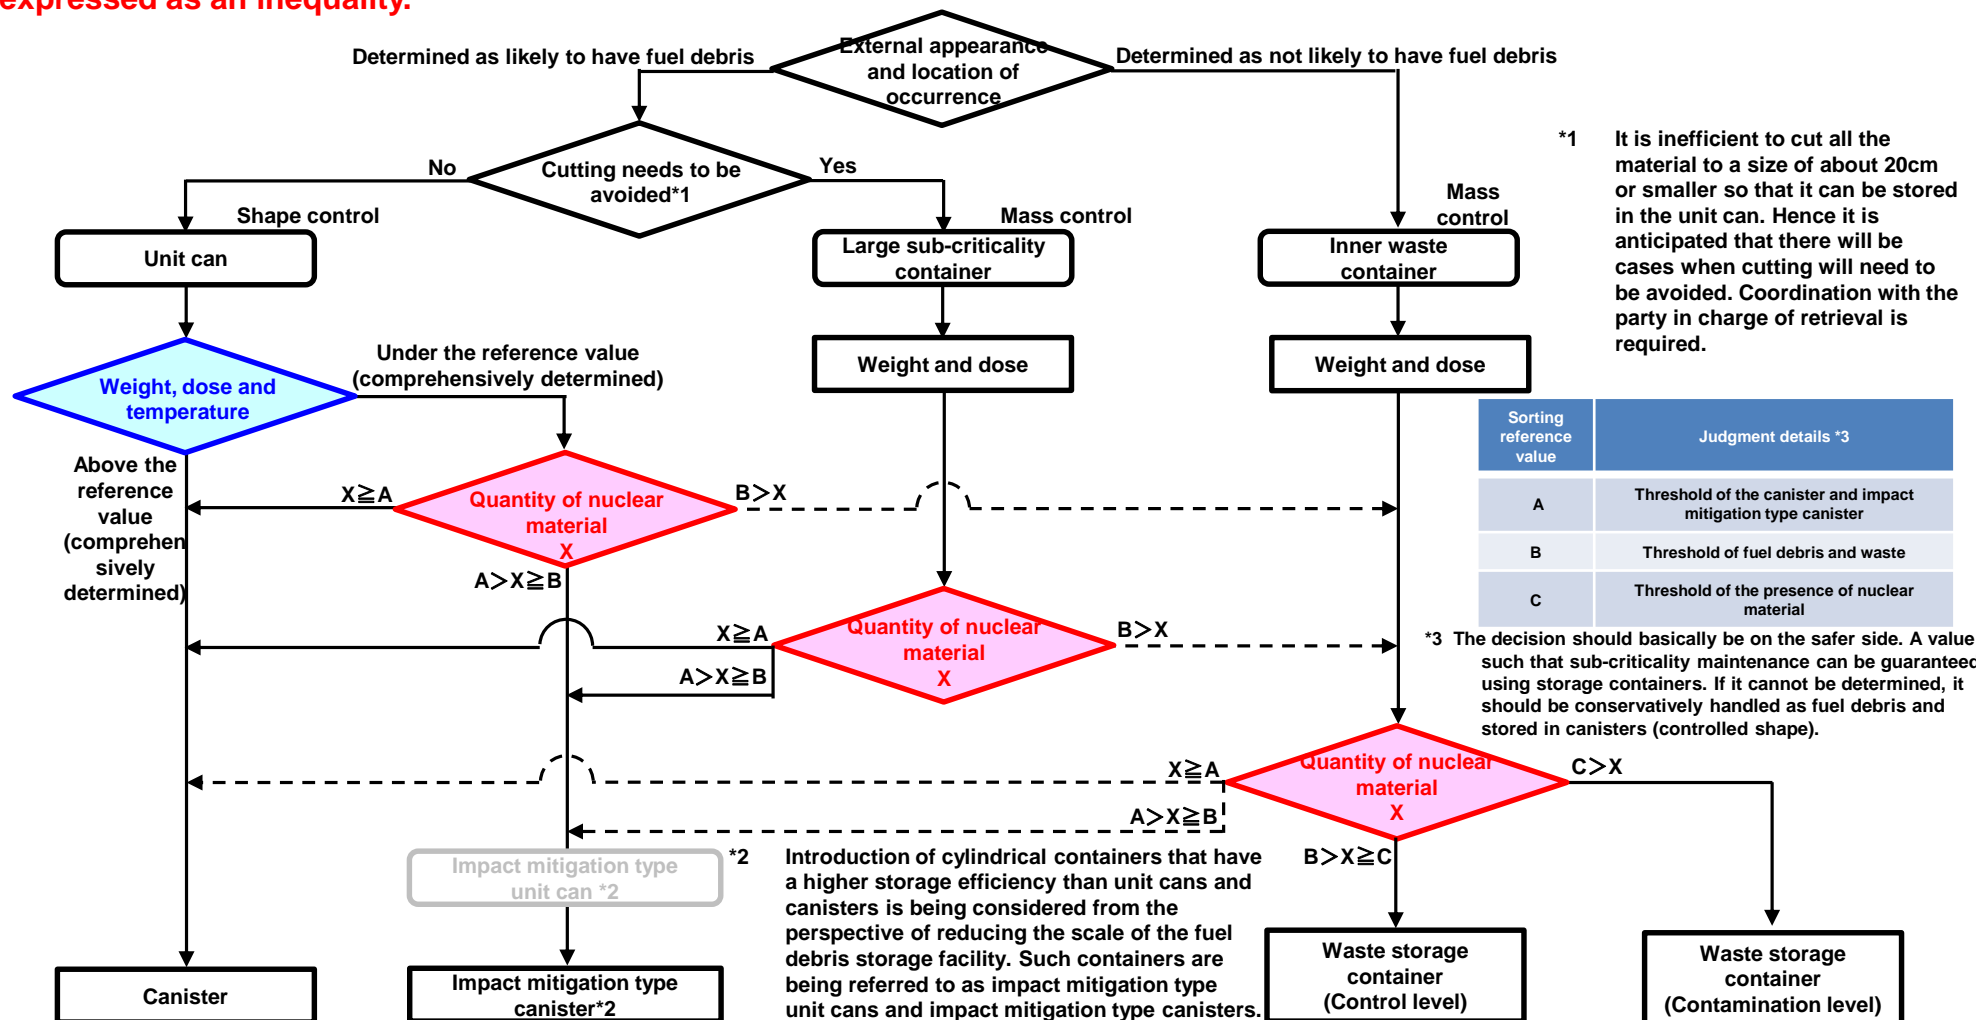 expressed as an inequality.
External appearance
and location of
occurrence
Determined as likely to have fuel debris
Determined as not likely to have fuel debris
Cutting needs to be
avoided*1
No
Yes
Shape control
Mass control
Mass
control
Unit can
Large sub-criticality
container
Inner waste
container
*1 It is inefficient to cut all the
material to a size of about 20cm
or smaller so that it can be stored
in the unit can. Hence it is
anticipated that there will be
cases when cutting will need to
be avoided. Coordination with the
party in charge of retrieval is
required.
Weight, dose and
temperature
Under the reference value
(comprehensively determined)
Weight and dose
Weight and dose
Above the
reference
value
(comprehen
sively
determined)
X≧A
Quantity of nuclear
material
X
B>X
A>X≧B
Sorting
reference
value
Judgment details *3
A
Threshold of the canister and impact
mitigation type canister
B
Threshold of fuel debris and waste
C
Threshold of the presence of nuclear
material
*3 The decision should basically be on the safer side. A value
such that sub-criticality maintenance can be guaranteed
using storage containers. If it cannot be determined, it
should be conservatively handled as fuel debris and
stored in canisters (controlled shape).
X≧A
Quantity of nuclear
material
X
B>X
A>X≧B
X≧A
Quantity of nuclear
material
X
C>X
A>X≧B
B>X≧C
Impact mitigation type
unit can *2
*2 Introduction of cylindrical containers that have
a higher storage efficiency than unit cans and
canisters is being considered from the
perspective of reducing the scale of the fuel
debris storage facility. Such containers are
being referred to as impact mitigation type
unit cans and impact mitigation type canisters.
Canister
Impact mitigation type
canister*2
Waste storage
container
(Control level)
Waste storage
container
(Contamination level)